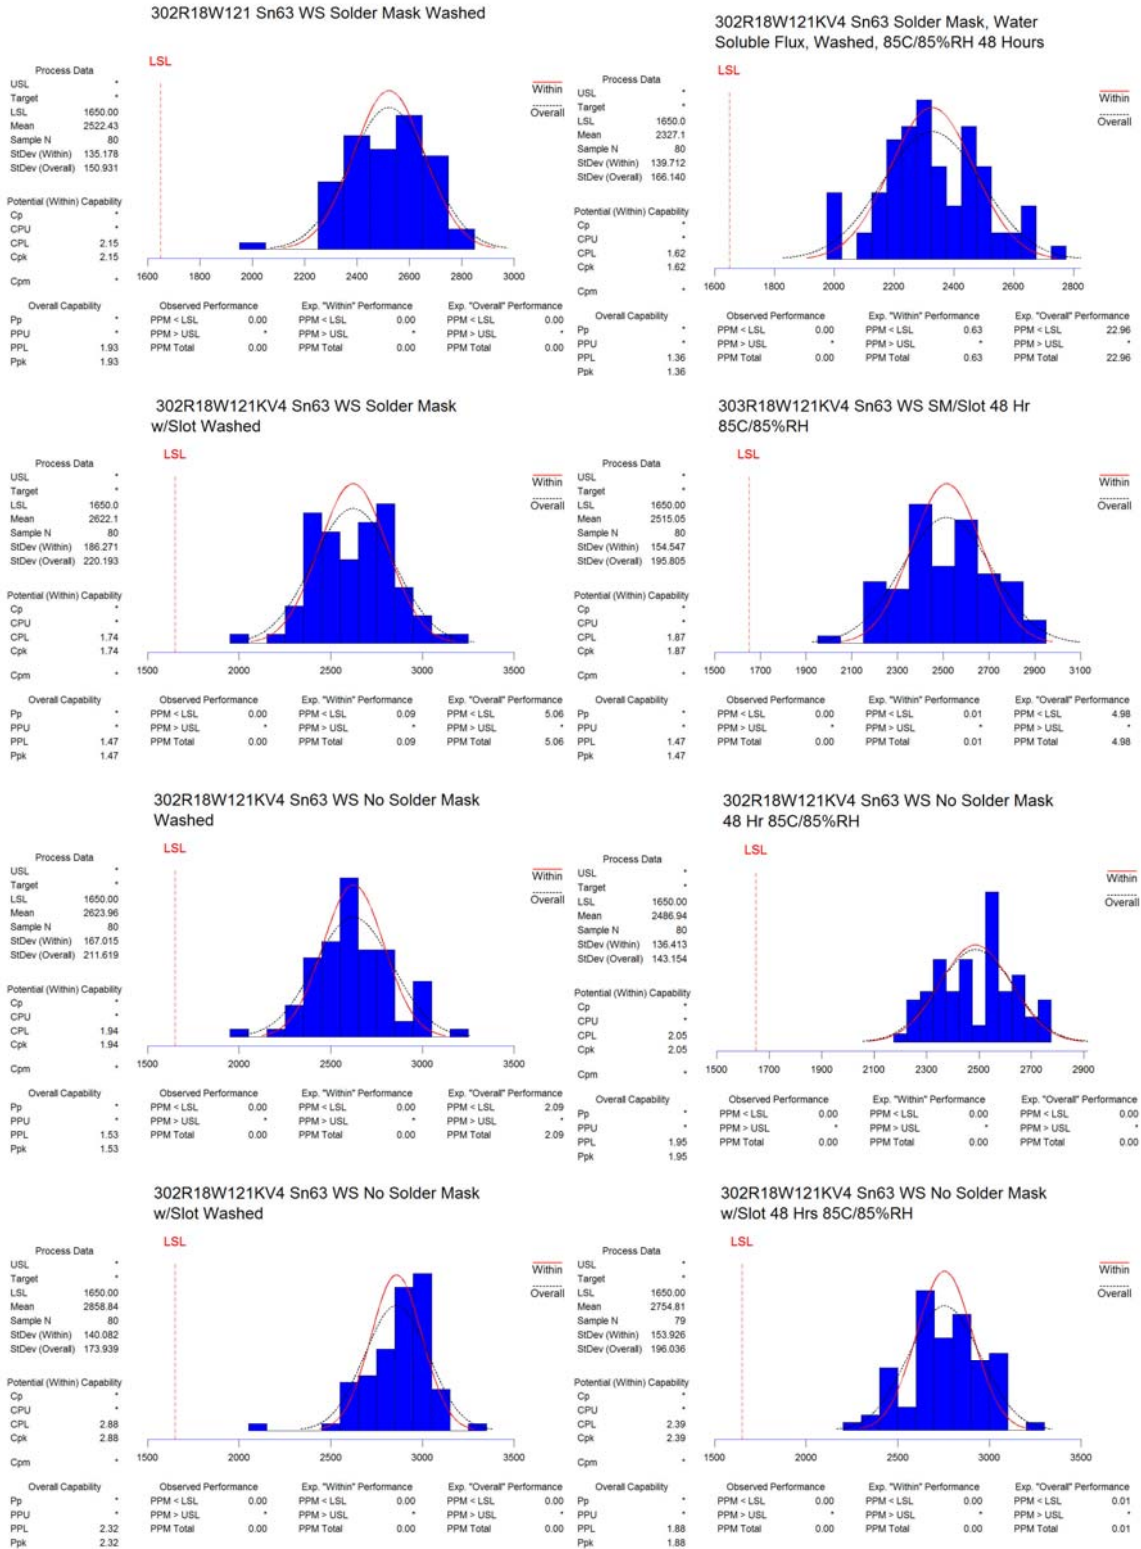 302R18W121 Sn63 WS Solder Mask Washed
LSL
Process Data
USL *
Target *
LSL 1650.00
Mean 2522.43
Sample N 80
StDev (Within) 135.178
StDev (Overall) 150.931
Within
Overall
Potential (Within) Capability
Cp *
CPU *
CPL 2.15
Cpk 2.15
Cpm *
1600 2000 2200 2400 2600 2800 3000
Overall Capability
Pp *
PPU *
PPL 1.93
Ppk 1.93
Observed Performance
PPM < LSL 0.00
PPM > USL *
PPM Total 0.00
Exp. "Within" Performance
PPM < LSL 0.00
PPM > USL *
PPM Total 0.00
Exp. "Overall" Performance
PPM < LSL 0.00
PPM > USL *
PPM Total 0.00
302R18W121KV4 Sn63 Solder Mask, Water
Soluble Flux, Washed, 85C/85%RH 48 Hours
LSL
Process Data
USL *
Target *
LSL 1650.0
Mean 2327.1
Sample N 80
StDev (Within) 139.712
StDev (Overall) 166.140
Within
Overall
Potential (Within) Capability
Cp *
CPU *
CPL 1.62
Cpk 1.62
Cpm *
1600 1800 2000 2200 2400 2600 2800
Overall Capability
Pp *
PPU *
PPL 1.36
Ppk 1.36
Observed Performance
PPM < LSL 0.00
PPM > USL *
PPM Total 0.00
Exp. "Within" Performance
PPM < LSL 0.63
PPM > USL *
PPM Total 0.63
Exp. "Overall" Performance
PPM < LSL 22.96
PPM > USL *
PPM Total 22.96
302R18W121KV4 Sn63 WS Solder Mask
w/Slot Washed
LSL
Process Data
USL *
Target *
LSL 1650.0
Mean 2622.1
Sample N 80
StDev (Within) 186.271
StDev (Overall) 220.193
Within
Overall
Potential (Within) Capability
Cp *
CPU *
CPL 1.74
Cpk 1.74
Cpm *
1500 2000 2500 3000 3500
Overall Capability
Pp *
PPU *
PPL 1.47
Ppk 1.47
Observed Performance
PPM < LSL 0.00
PPM > USL *
PPM Total 0.00
Exp. "Within" Performance
PPM < LSL 0.09
PPM > USL *
PPM Total 0.09
Exp. "Overall" Performance
PPM < LSL 5.06
PPM > USL *
PPM Total 5.06
303R18W121KV4 Sn63 WS SM/Slot 48 Hr
85C/85%RH
LSL
Process Data
USL *
Target *
LSL 1650.00
Mean 2515.05
Sample N 80
StDev (Within) 154.547
StDev (Overall) 195.805
Within
Overall
Potential (Within) Capability
Cp *
CPU *
CPL 1.87
Cpk 1.87
Cpm *
1500 1700 1900 2100 2300 2500 2700 2900 3100
Overall Capability
Pp *
PPU *
PPL 1.47
Ppk 1.47
Observed Performance
PPM < LSL 0.00
PPM > USL *
PPM Total 0.00
Exp. "Within" Performance
PPM < LSL 0.01
PPM > USL *
PPM Total 0.01
Exp. "Overall" Performance
PPM < LSL 4.98
PPM > USL *
PPM Total 4.98
302R18W121KV4 Sn63 WS No Solder Mask
Washed
LSL
Process Data
USL *
Target *
LSL 1650.00
Mean 2623.96
Sample N 80
StDev (Within) 167.015
StDev (Overall) 211.619
Within
Overall
Potential (Within) Capability
Cp *
CPU *
CPL 1.94
Cpk 1.94
Cpm *
1500 2000 2500 3000 3500
Overall Capability
Pp *
PPU *
PPL 1.53
Ppk 1.53
Observed Performance
PPM < LSL 0.00
PPM > USL *
PPM Total 0.00
Exp. "Within" Performance
PPM < LSL 0.00
PPM > USL *
PPM Total 0.00
Exp. "Overall" Performance
PPM < LSL 2.09
PPM > USL *
PPM Total 2.09
302R18W121KV4 Sn63 WS No Solder Mask
48 Hr 85C/85%RH
LSL
Process Data
USL *
Target *
LSL 1650.00
Mean 2486.94
Sample N 80
StDev (Within) 136.413
StDev (Overall) 143.154
Within
Overall
Potential (Within) Capability
Cp *
CPU *
CPL 2.05
Cpk 2.05
Cpm *
1500 1700 1900 2100 2300 2500 2700 2900
Overall Capability
Pp *
PPU *
PPL 1.95
Ppk 1.95
Observed Performance
PPM < LSL 0.00
PPM > USL *
PPM Total 0.00
Exp. "Within" Performance
PPM < LSL 0.00
PPM > USL *
PPM Total 0.00
Exp. "Overall" Performance
PPM < LSL 0.00
PPM > USL *
PPM Total 0.00
302R18W121KV4 Sn63 WS No Solder Mask
w/Slot Washed
LSL
Process Data
USL *
Target *
LSL 1650.00
Mean 2858.84
Sample N 80
StDev (Within) 140.082
StDev (Overall) 173.939
Within
Overall
Potential (Within) Capability
Cp *
CPU *
CPL 2.88
Cpk 2.88
Cpm *
1500 2000 2500 3000 3500
Overall Capability
Pp *
PPU *
PPL 2.32
Ppk 2.32
Observed Performance
PPM < LSL 0.00
PPM > USL *
PPM Total 0.00
Exp. "Within" Performance
PPM < LSL 0.00
PPM > USL *
PPM Total 0.00
Exp. "Overall" Performance
PPM < LSL 0.00
PPM > USL *
PPM Total 0.00
302R18W121KV4 Sn63 WS No Solder Mask
w/Slot 48 Hrs 85C/85%RH
LSL
Process Data
USL *
Target *
LSL 1650.00
Mean 2754.81
Sample N 79
StDev (Within) 153.926
StDev (Overall) 196.036
Within
Overall
Potential (Within) Capability
Cp *
CPU *
CPL 2.39
Cpk 2.39
Cpm *
1500 2000 2500 3000 3500
Overall Capability
Pp *
PPU *
PPL 1.88
Ppk 1.88
Observed Performance
PPM < LSL 0.00
PPM > USL *
PPM Total 0.00
Exp. "Within" Performance
PPM < LSL 0.00
PPM > USL *
PPM Total 0.00
Exp. "Overall" Performance
PPM < LSL 0.01
PPM > USL *
PPM Total 0.01